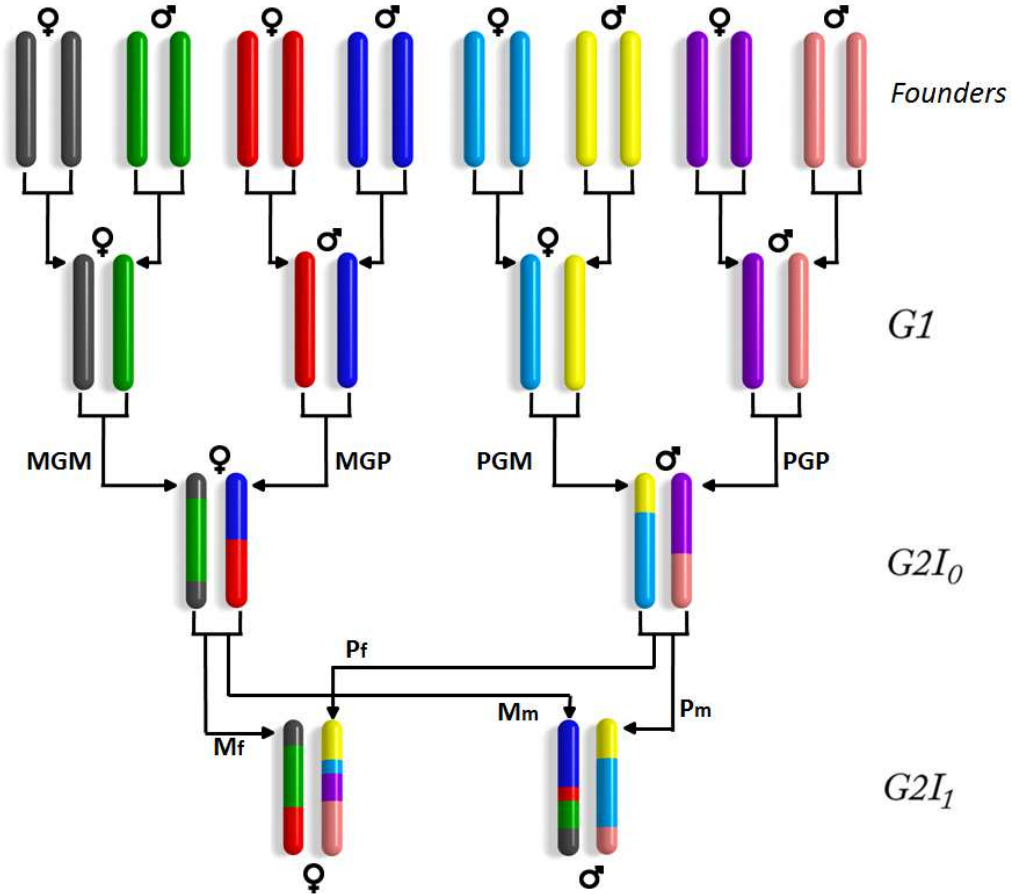 ♀ ♂ ♀ ♂ ♀ ♂ ♀ ♂
Founders
♀ ♂ ♀ ♂
G1
MGM ♀ MGP PGM ♂ PGP
G2I₀
Pf
Mm Pm
Mf
G2I₁
♀ ♂